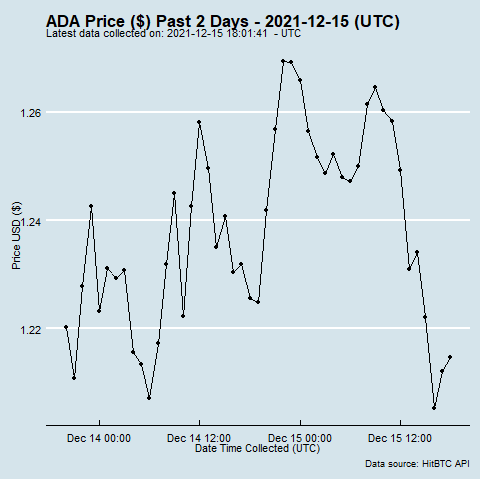 ADA Price ($) Past 2 Days - 2021-12-15 (UTC)
Latest data collected on: 2021-12-15 18:01:41 - UTC
Price USD ($)
1.26
1.24
1.22
Dec 14 00:00
Dec 14 12:00
Dec 15 00:00
Dec 15 12:00
Date Time Collected (UTC)
Data source: HitBTC API